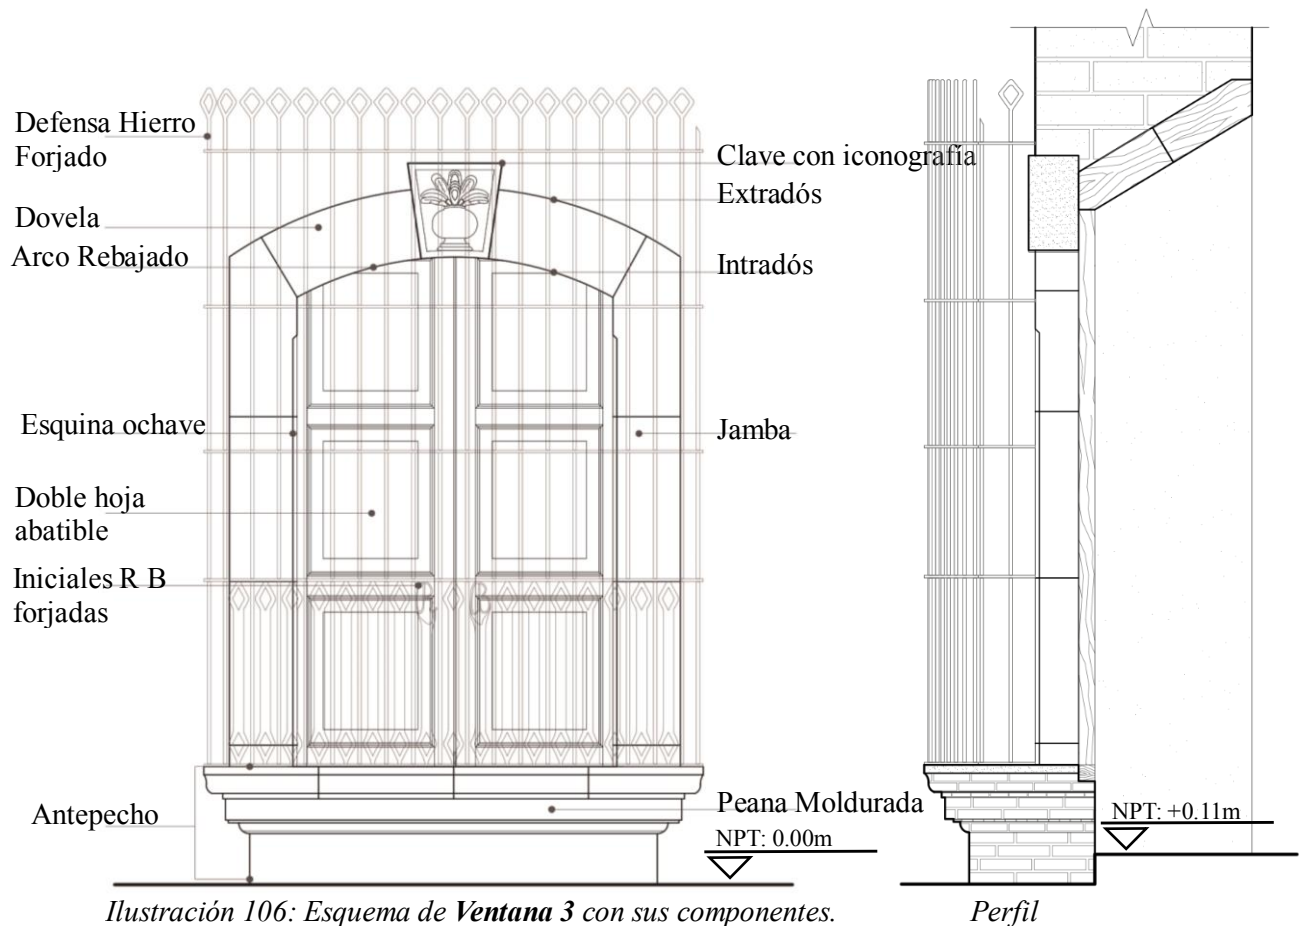 Defensa Hierro
Forjado
Dovela
Arco Rebajado
Esquina ochave
Doble hoja
abatible
Iniciales R B
forjadas
Antepecho
Clave con iconografía
Extradós
Intradós
Jamba
Peana Moldurada
NPT: 0.00m
NPT: +0.11m
Ilustración 106: Esquema de Ventana 3 con sus componentes.
Perfil